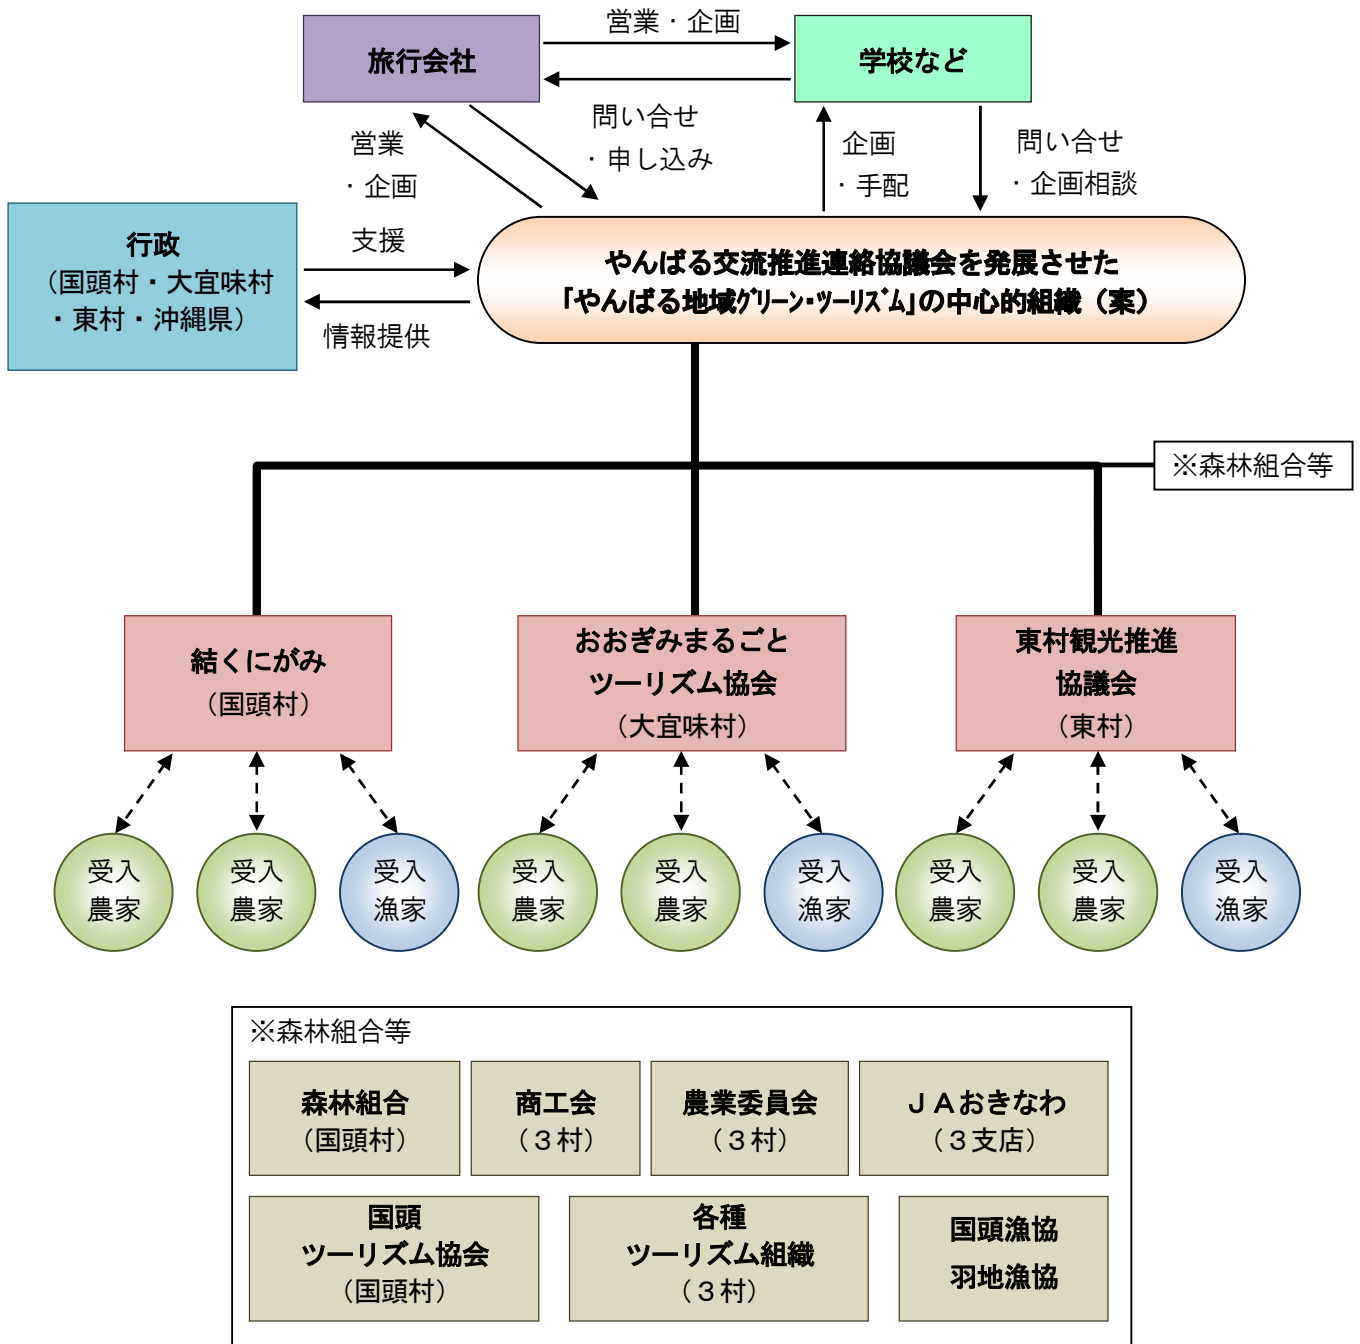 営業・企画
旅行会社
学校など
問い合せ
・申し込み
営業
・企画
企画
・手配
問い合せ
・企画相談
行政
（国頭村・大宜味村
・東村・沖縄県）
支援
情報提供
やんばる交流推進連絡協議会を発展させた
「やんばる地域ｸﾞﾘｰﾝ・ﾂｰﾘｽﾞﾑ」の中心的組織（案）
※森林組合等
結くにがみ
（国頭村）
おおぎみまるごと
ツーリズム協会
（大宜味村）
東村観光推進
協議会
（東村）
受入
農家
受入
農家
受入
漁家
受入
農家
受入
農家
受入
漁家
受入
農家
受入
農家
受入
漁家
※森林組合等
森林組合
（国頭村）
商工会
（３村）
農業委員会
（３村）
ＪＡおきなわ
（３支店）
国頭
ツーリズム協会
（国頭村）
各種
ツーリズム組織
（３村）
国頭漁協
羽地漁協